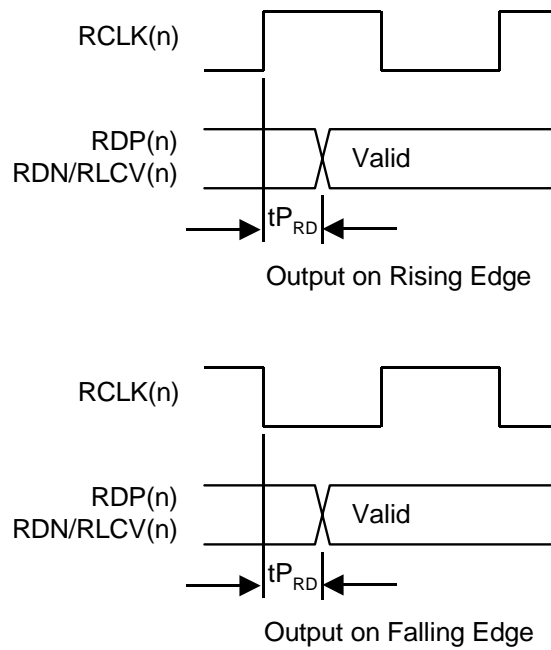 RCLK(n)
RDP(n)
RDN/RLCV(n)
Valid
tPRD
Output on Rising Edge
RCLK(n)
RDP(n)
RDN/RLCV(n)
Valid
tPRD
Output on Falling Edge